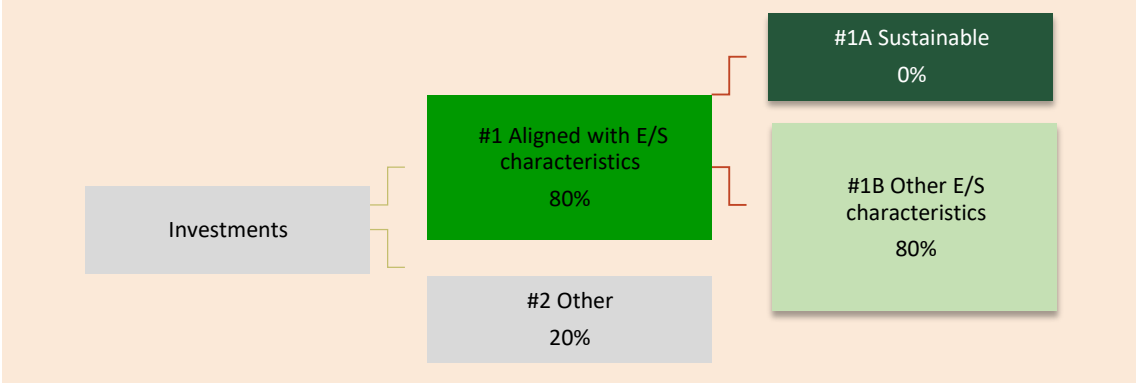 Investments
#1 Aligned with E/S
characteristics
80%
#2 Other
20%
#1A Sustainable
0%
#1B Other E/S
characteristics
80%